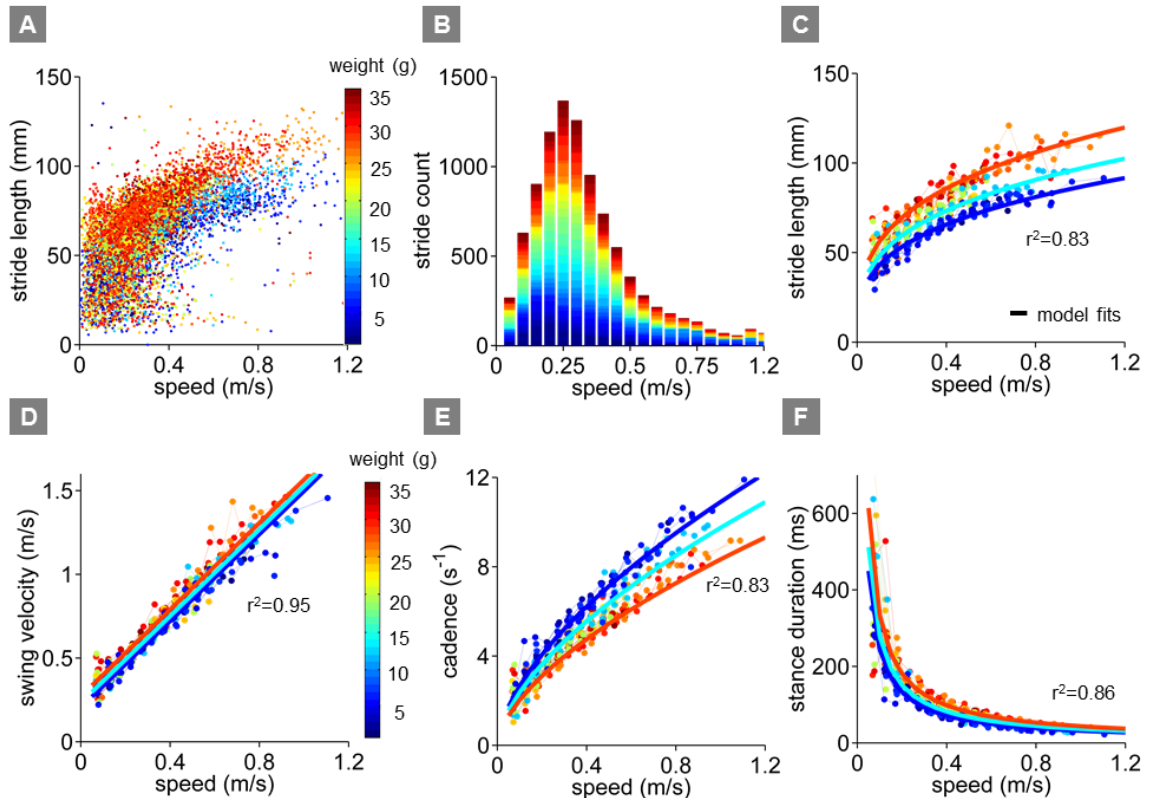 A
B
C
weight (g)
150
100
50
0
stride length (mm)
0
0.4
0.8
1.2
speed (m/s)
35
30
25
20
15
10
5
1500
1000
500
0
stride count
0.25
0.5
0.75
1.2
speed (m/s)
150
100
50
0
stride length (mm)
r²=0.83
model fits
0
0.4
0.8
1.2
speed (m/s)
D
E
F
weight (g)
1.5
1
0.5
0
swing velocity (m/s)
r²=0.95
0
0.4
0.8
1.2
speed (m/s)
35
30
25
20
15
10
5
12
8
4
0
cadence (s⁻¹)
r²=0.83
0.4
0.8
1.2
speed (m/s)
600
400
200
0
stance duration (ms)
r²=0.86
0
0.4
0.8
1.2
speed (m/s)